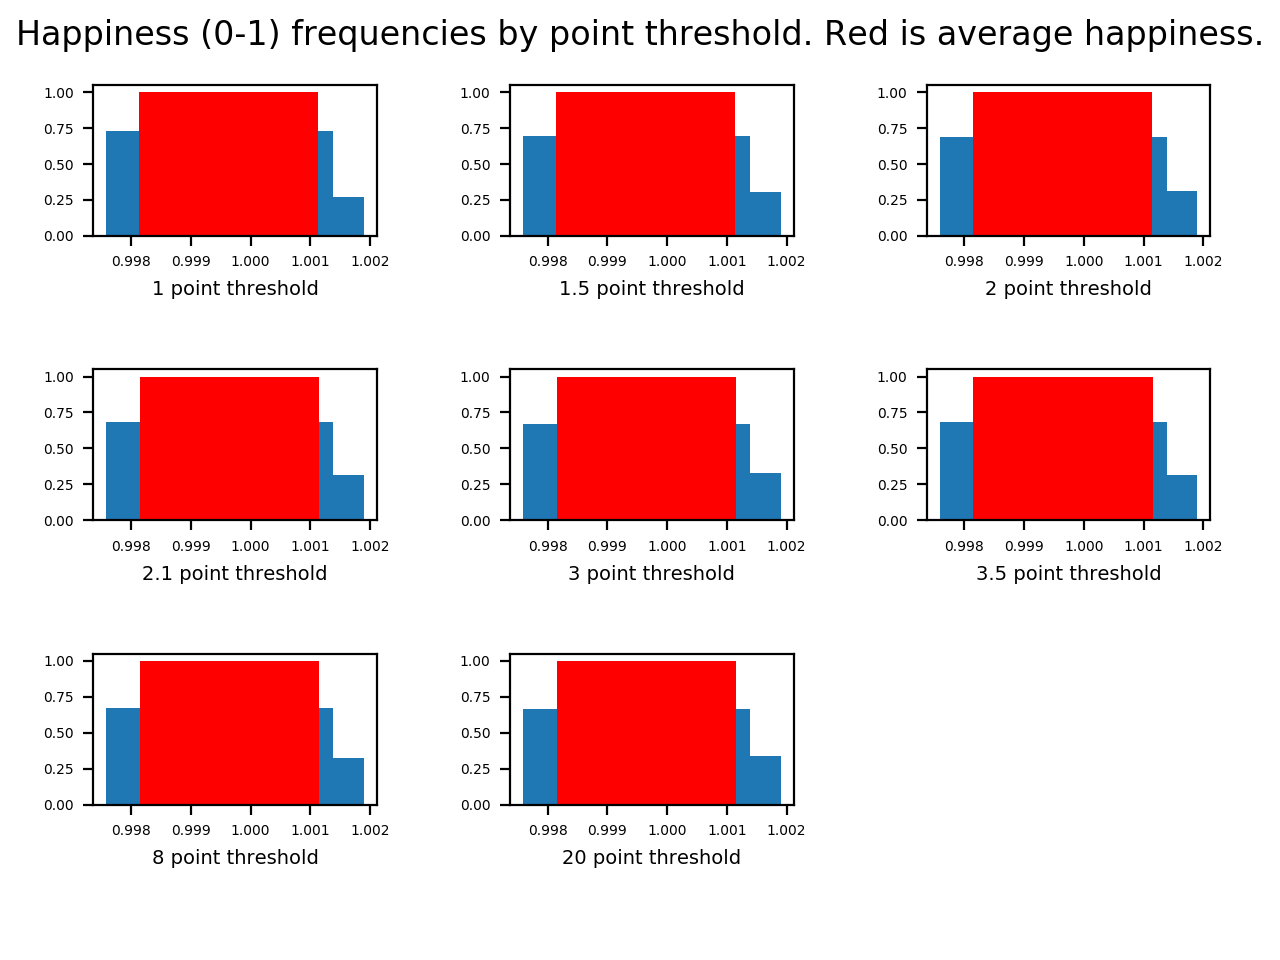 Happiness (0-1) frequencies by point threshold. Red is average happiness.
1.00 0.75 0.50 0.25 0.00
0.998 0.999 1.000 1.001 1.002
1 point threshold
1.00 0.75 0.50 0.25 0.00
0.998 0.999 1.000 1.001 1.002
1.5 point threshold
1.00 0.75 0.50 0.25 0.00
0.998 0.999 1.000 1.001 1.002
2 point threshold
1.00 0.75 0.50 0.25 0.00
0.998 0.999 1.000 1.001 1.002
2.1 point threshold
1.00 0.75 0.50 0.25 0.00
0.998 0.999 1.000 1.001 1.002
3 point threshold
1.00 0.75 0.50 0.25 0.00
0.998 0.999 1.000 1.001 1.002
3.5 point threshold
1.00 0.75 0.50 0.25 0.00
0.998 0.999 1.000 1.001 1.002
8 point threshold
1.00 0.75 0.50 0.25 0.00
0.998 0.999 1.000 1.001 1.002
20 point threshold